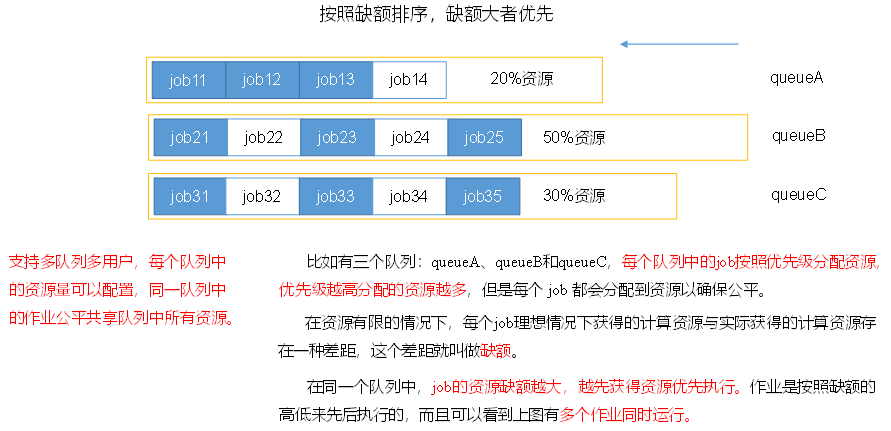 按照缺额排序，缺额大者优先
job11 job12 job13 job14 20%资源 queueA
job21 job22 job23 job24 job25 50%资源 queueB
job31 job32 job33 job34 job35 30%资源 queueC
支持多队列多用户，每个队列中
的资源量可以配置，同一队列中
的作业公平共享队列中所有资源。
比如有三个队列：queueA、queueB和queueC，每个队列中的job按照优先级分配资源，
优先级越高分配的资源越多，但是每个 job 都会分配到资源以确保公平。
在资源有限的情况下，每个job理想情况下获得的计算资源与实际获得的计算资源存
在一种差距，这个差距就叫做缺额。
在同一个队列中，job的资源缺额越大，越先获得资源优先执行。作业是按照缺额的
高低来先后执行的，而且可以看到上图有多个作业同时运行。